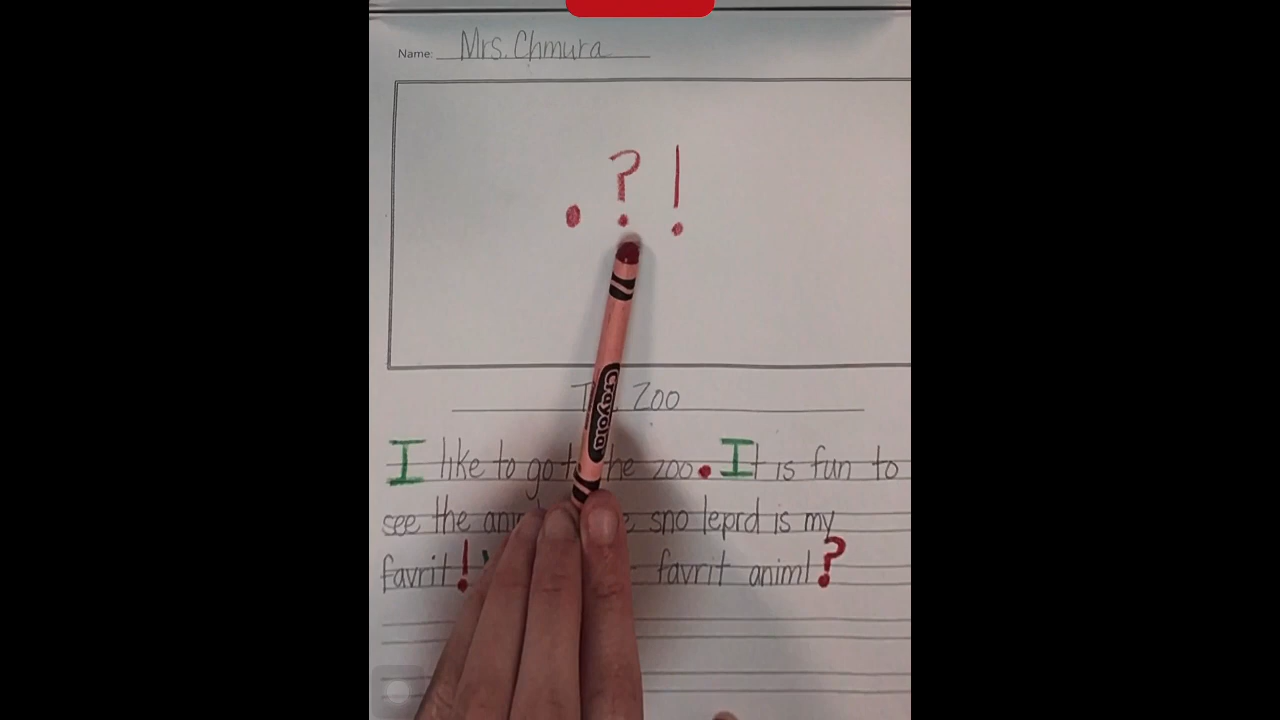 Name: Mrs. Chmura
. ? !
Zoo
I like to go the zoo. It is fun to
see the sno leprd is my
favrit! favrit animl?
Crayola